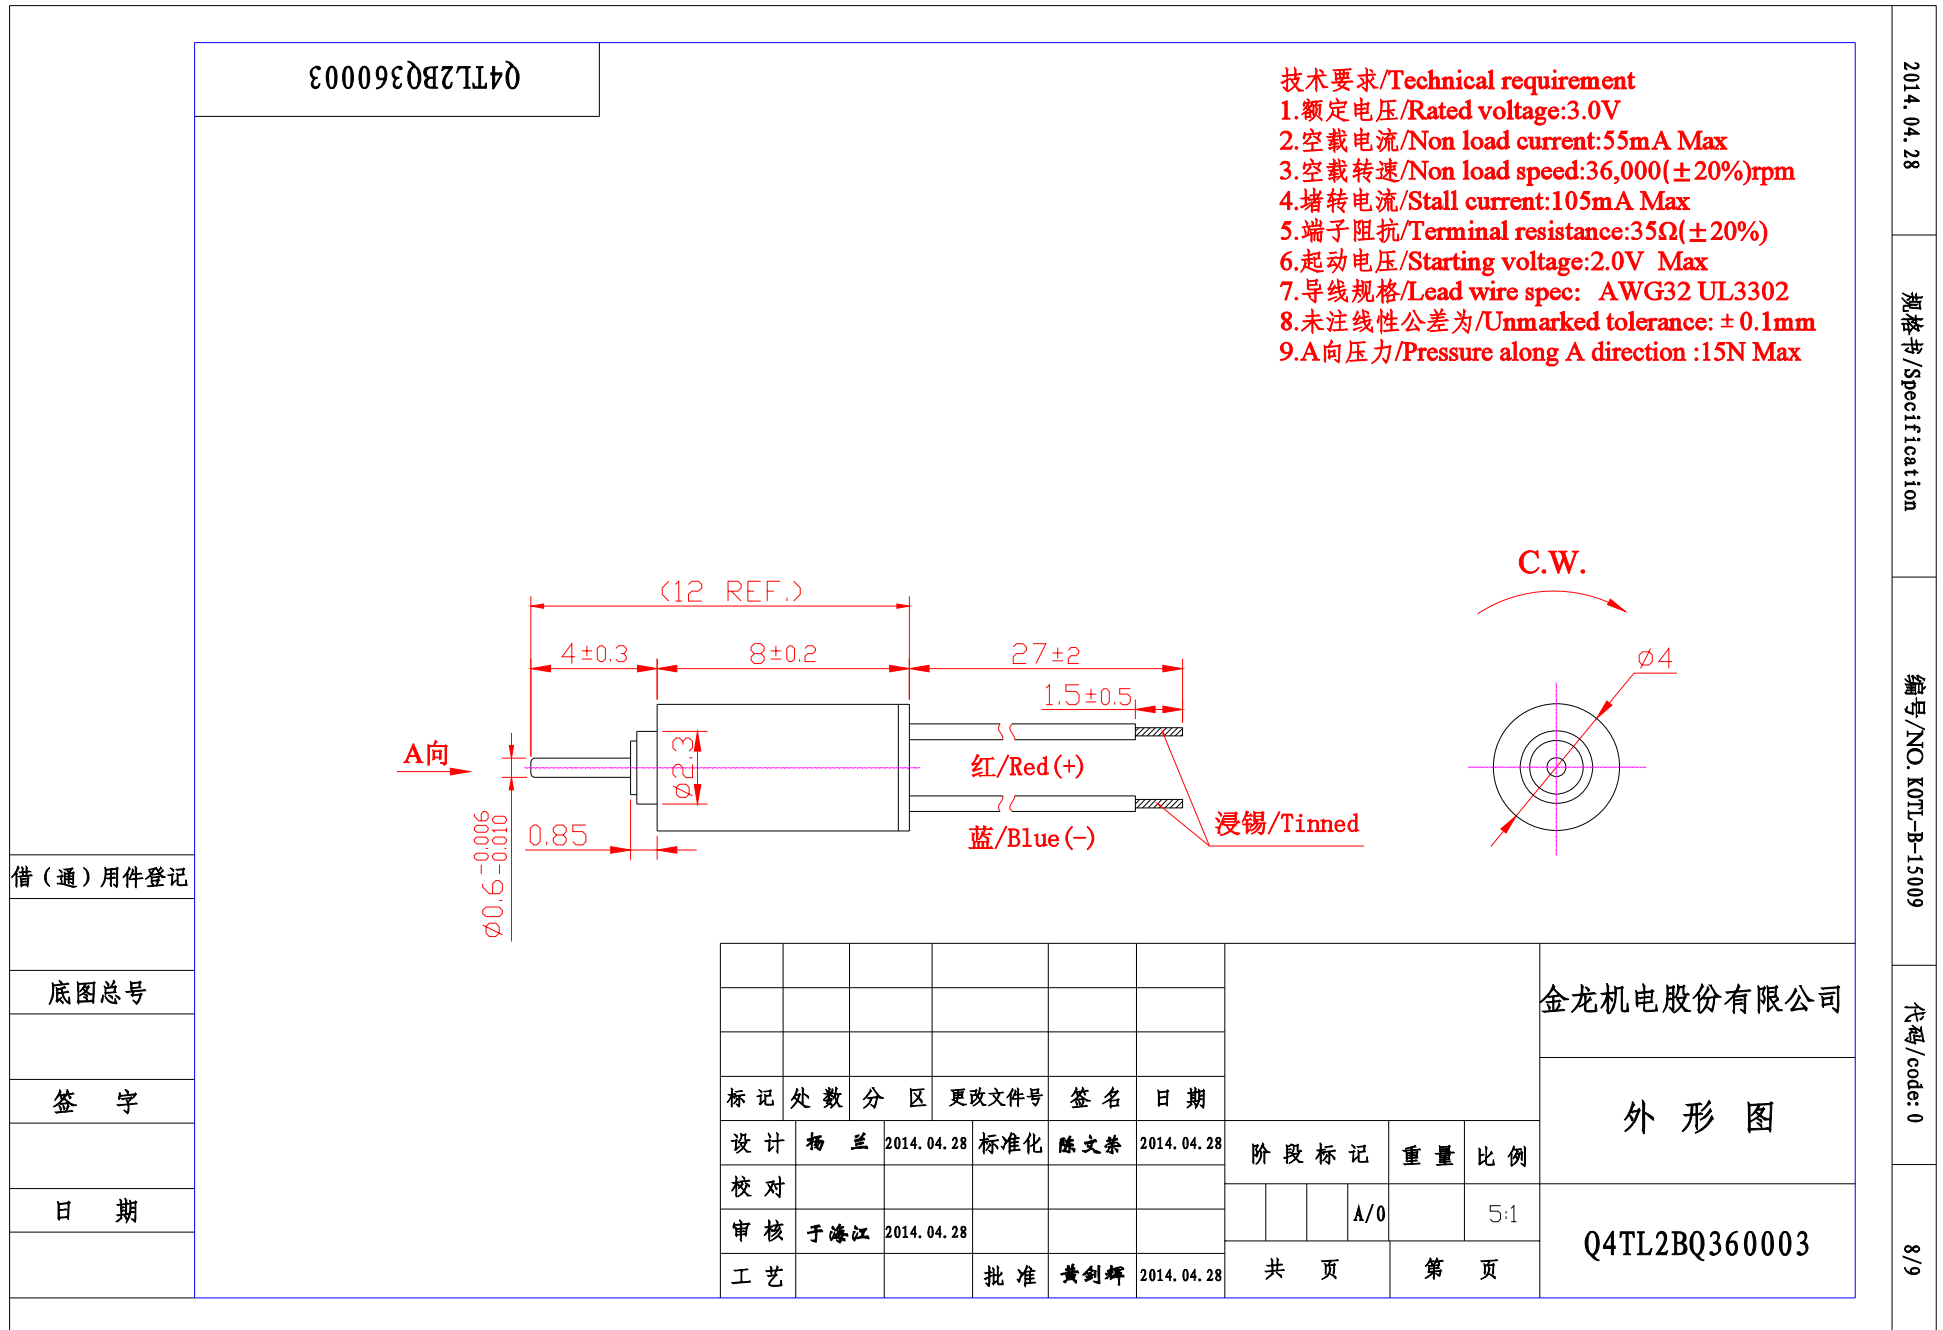 Q4TL2BQ360003
技术要求/Technical requirement
1.额定电压/Rated voltage:3.0V
2.空载电流/Non load current:55mA Max
3.空载转速/Non load speed:36,000(±20%)rpm
4.堵转电流/Stall current:105mA Max
5.端子阻抗/Terminal resistance:35Ω(±20%)
6.起动电压/Starting voltage:2.0V Max
7.导线规格/Lead wire spec: AWG32 UL3302
8.未注线性公差为/Unmarked tolerance: ±0.1mm
9.A向压力/Pressure along A direction :15N Max
C.W.
(12 REF.)
4±0.3
8±0.2
27±2
1.5±0.5
ø4
A向
ø2.3
红/Red(+)
0.85
ø0.6 -0.006 -0.010
蓝/Blue(-)
浸锡/Tinned
借（通）用件登记
底图总号
签 字
日 期
标记 处数 分 区 更改文件号 签名 日期
设计 杨 兰 2014.04.28 标准化 陈文荣 2014.04.28
校对
审核 于海江 2014.04.28
工艺 批准 黄剑辉 2014.04.28
阶段标记 重量 比例
A/0 5:1
共 页 第 页
金龙机电股份有限公司
外 形 图
Q4TL2BQ360003
2014.04.28
规格书/Specification
编号/NO.KOTL-B-15009
代码/code:0
8/9